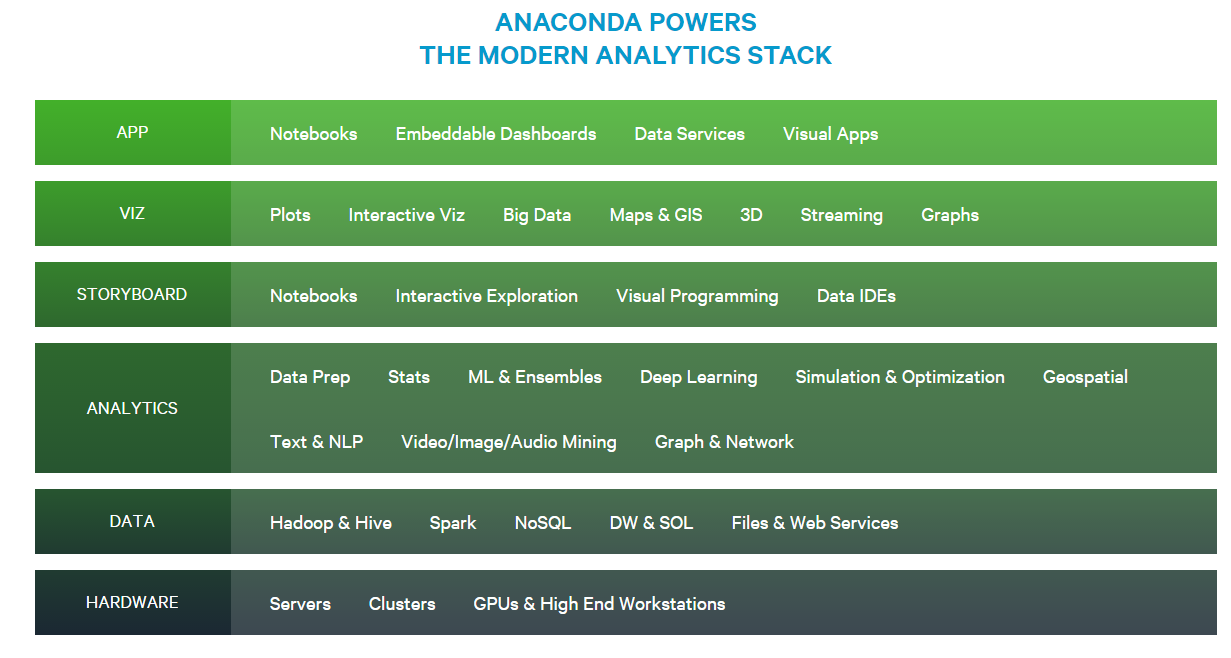 ANACONDA POWERS
THE MODERN ANALYTICS STACK
APP Notebooks Embeddable Dashboards Data Services Visual Apps
VIZ Plots Interactive Viz Big Data Maps & GIS 3D Streaming Graphs
STORYBOARD Notebooks Interactive Exploration Visual Programming Data IDEs
Data Prep Stats ML & Ensembles Deep Learning Simulation & Optimization Geospatial
ANALYTICS
Text & NLP Video/Image/Audio Mining Graph & Network
DATA Hadoop & Hive Spark NoSQL DW & SOL Files & Web Services
HARDWARE Servers Clusters GPUs & High End Workstations